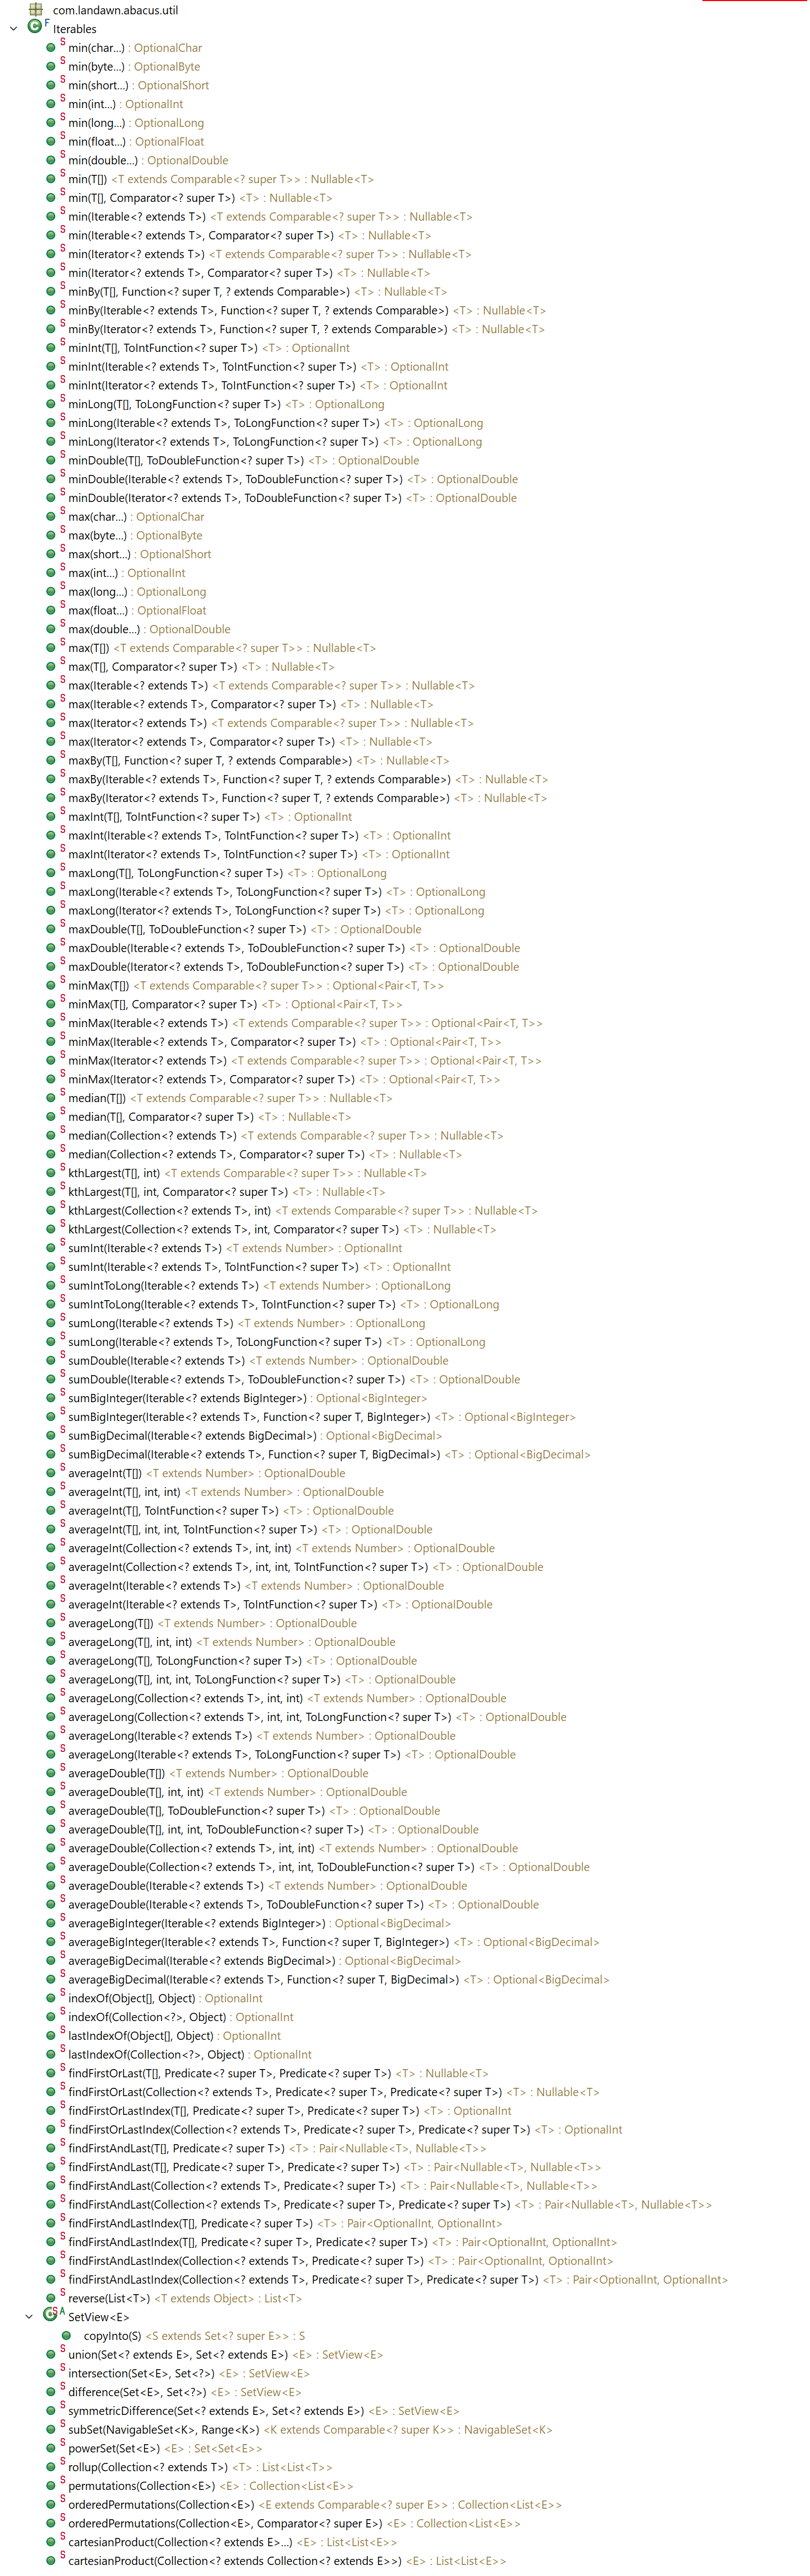 com.landawn.abacus.util
Iterables
min(char...) : OptionalChar
min(byte...) : OptionalByte
min(short...) : OptionalShort
min(int...) : OptionalInt
min(long...) : OptionalLong
min(float...) : OptionalFloat
min(double...) : OptionalDouble
min(T[]) <T extends Comparable<? super T>> : Nullable<T>
min(T[], Comparator<? super T>) <T> : Nullable<T>
min(Iterable<? extends T>) <T extends Comparable<? super T>> : Nullable<T>
min(Iterable<? extends T>, Comparator<? super T>) <T> : Nullable<T>
min(Iterator<? extends T>) <T extends Comparable<? super T>> : Nullable<T>
min(Iterator<? extends T>, Comparator<? super T>) <T> : Nullable<T>
minBy(T[], Function<? super T, ? extends Comparable>) <T> : Nullable<T>
minBy(Iterable<? extends T>, Function<? super T, ? extends Comparable>) <T> : Nullable<T>
minBy(Iterator<? extends T>, Function<? super T, ? extends Comparable>) <T> : Nullable<T>
minInt(T[], ToIntFunction<? super T>) <T> : OptionalInt
minInt(Iterable<? extends T>, ToIntFunction<? super T>) <T> : OptionalInt
minInt(Iterator<? extends T>, ToIntFunction<? super T>) <T> : OptionalInt
minLong(T[], ToLongFunction<? super T>) <T> : OptionalLong
minLong(Iterable<? extends T>, ToLongFunction<? super T>) <T> : OptionalLong
minLong(Iterator<? extends T>, ToLongFunction<? super T>) <T> : OptionalLong
minDouble(T[], ToDoubleFunction<? super T>) <T> : OptionalDouble
minDouble(Iterable<? extends T>, ToDoubleFunction<? super T>) <T> : OptionalDouble
minDouble(Iterator<? extends T>, ToDoubleFunction<? super T>) <T> : OptionalDouble
max(char...) : OptionalChar
max(byte...) : OptionalByte
max(short...) : OptionalShort
max(int...) : OptionalInt
max(long...) : OptionalLong
max(float...) : OptionalFloat
max(double...) : OptionalDouble
max(T[]) <T extends Comparable<? super T>> : Nullable<T>
max(T[], Comparator<? super T>) <T> : Nullable<T>
max(Iterable<? extends T>) <T extends Comparable<? super T>> : Nullable<T>
max(Iterable<? extends T>, Comparator<? super T>) <T> : Nullable<T>
max(Iterator<? extends T>) <T extends Comparable<? super T>> : Nullable<T>
max(Iterator<? extends T>, Comparator<? super T>) <T> : Nullable<T>
maxBy(T[], Function<? super T, ? extends Comparable>) <T> : Nullable<T>
maxBy(Iterable<? extends T>, Function<? super T, ? extends Comparable>) <T> : Nullable<T>
maxBy(Iterator<? extends T>, Function<? super T, ? extends Comparable>) <T> : Nullable<T>
maxInt(T[], ToIntFunction<? super T>) <T> : OptionalInt
maxInt(Iterable<? extends T>, ToIntFunction<? super T>) <T> : OptionalInt
maxInt(Iterator<? extends T>, ToIntFunction<? super T>) <T> : OptionalInt
maxLong(T[], ToLongFunction<? super T>) <T> : OptionalLong
maxLong(Iterable<? extends T>, ToLongFunction<? super T>) <T> : OptionalLong
maxLong(Iterator<? extends T>, ToLongFunction<? super T>) <T> : OptionalLong
maxDouble(T[], ToDoubleFunction<? super T>) <T> : OptionalDouble
maxDouble(Iterable<? extends T>, ToDoubleFunction<? super T>) <T> : OptionalDouble
maxDouble(Iterator<? extends T>, ToDoubleFunction<? super T>) <T> : OptionalDouble
minMax(T[]) <T extends Comparable<? super T>> : Optional<Pair<T, T>>
minMax(T[], Comparator<? super T>) <T> : Optional<Pair<T, T>>
minMax(Iterable<? extends T>) <T extends Comparable<? super T>> : Optional<Pair<T, T>>
minMax(Iterable<? extends T>, Comparator<? super T>) <T> : Optional<Pair<T, T>>
minMax(Iterator<? extends T>) <T extends Comparable<? super T>> : Optional<Pair<T, T>>
minMax(Iterator<? extends T>, Comparator<? super T>) <T> : Optional<Pair<T, T>>
median(T[]) <T extends Comparable<? super T>> : Nullable<T>
median(T[], Comparator<? super T>) <T> : Nullable<T>
median(Collection<? extends T>) <T extends Comparable<? super T>> : Nullable<T>
median(Collection<? extends T>, Comparator<? super T>) <T> : Nullable<T>
kthLargest(T[], int) <T extends Comparable<? super T>> : Nullable<T>
kthLargest(T[], int, Comparator<? super T>) <T> : Nullable<T>
kthLargest(Collection<? extends T>, int) <T extends Comparable<? super T>> : Nullable<T>
kthLargest(Collection<? extends T>, int, Comparator<? super T>) <T> : Nullable<T>
sumInt(Iterable<? extends T>) <T extends Number> : OptionalInt
sumInt(Iterable<? extends T>, ToIntFunction<? super T>) <T> : OptionalInt
sumIntToLong(Iterable<? extends T>) <T extends Number> : OptionalLong
sumIntToLong(Iterable<? extends T>, ToIntFunction<? super T>) <T> : OptionalLong
sumLong(Iterable<? extends T>) <T extends Number> : OptionalLong
sumLong(Iterable<? extends T>, ToLongFunction<? super T>) <T> : OptionalLong
sumDouble(Iterable<? extends T>) <T extends Number> : OptionalDouble
sumDouble(Iterable<? extends T>, ToDoubleFunction<? super T>) <T> : OptionalDouble
sumBigInteger(Iterable<? extends BigInteger>) : Optional<BigInteger>
sumBigInteger(Iterable<? extends T>, Function<? super T, BigInteger>) <T> : Optional<BigInteger>
sumBigDecimal(Iterable<? extends BigDecimal>) : Optional<BigDecimal>
sumBigDecimal(Iterable<? extends T>, Function<? super T, BigDecimal>) <T> : Optional<BigDecimal>
averageInt(T[]) <T extends Number> : OptionalDouble
averageInt(T[], int, int) <T extends Number> : OptionalDouble
averageInt(T[], ToIntFunction<? super T>) <T> : OptionalDouble
averageInt(T[], int, int, ToIntFunction<? super T>) <T> : OptionalDouble
averageInt(Collection<? extends T>, int, int) <T extends Number> : OptionalDouble
averageInt(Collection<? extends T>, int, int, ToIntFunction<? super T>) <T> : OptionalDouble
averageInt(Iterable<? extends T>) <T extends Number> : OptionalDouble
averageInt(Iterable<? extends T>, ToIntFunction<? super T>) <T> : OptionalDouble
averageLong(T[]) <T extends Number> : OptionalDouble
averageLong(T[], int, int) <T extends Number> : OptionalDouble
averageLong(T[], ToLongFunction<? super T>) <T> : OptionalDouble
averageLong(T[], int, int, ToLongFunction<? super T>) <T> : OptionalDouble
averageLong(Collection<? extends T>, int, int) <T extends Number> : OptionalDouble
averageLong(Collection<? extends T>, int, int, ToLongFunction<? super T>) <T> : OptionalDouble
averageLong(Iterable<? extends T>) <T extends Number> : OptionalDouble
averageLong(Iterable<? extends T>, ToLongFunction<? super T>) <T> : OptionalDouble
averageDouble(T[]) <T extends Number> : OptionalDouble
averageDouble(T[], int, int) <T extends Number> : OptionalDouble
averageDouble(T[], ToDoubleFunction<? super T>) <T> : OptionalDouble
averageDouble(T[], int, int, ToDoubleFunction<? super T>) <T> : OptionalDouble
averageDouble(Collection<? extends T>, int, int) <T extends Number> : OptionalDouble
averageDouble(Collection<? extends T>, int, int, ToDoubleFunction<? super T>) <T> : OptionalDouble
averageDouble(Iterable<? extends T>) <T extends Number> : OptionalDouble
averageDouble(Iterable<? extends T>, ToDoubleFunction<? super T>) <T> : OptionalDouble
averageBigInteger(Iterable<? extends BigInteger>) : Optional<BigDecimal>
averageBigInteger(Iterable<? extends T>, Function<? super T, BigInteger>) <T> : Optional<BigDecimal>
averageBigDecimal(Iterable<? extends BigDecimal>) : Optional<BigDecimal>
averageBigDecimal(Iterable<? extends T>, Function<? super T, BigDecimal>) <T> : Optional<BigDecimal>
indexOf(Object[], Object) : OptionalInt
indexOf(Collection<?>, Object) : OptionalInt
lastIndexOf(Object[], Object) : OptionalInt
lastIndexOf(Collection<?>, Object) : OptionalInt
findFirstOrLast(T[], Predicate<? super T>, Predicate<? super T>) <T> : Nullable<T>
findFirstOrLast(Collection<? extends T>, Predicate<? super T>, Predicate<? super T>) <T> : Nullable<T>
findFirstOrLastIndex(T[], Predicate<? super T>, Predicate<? super T>) <T> : OptionalInt
findFirstOrLastIndex(Collection<? extends T>, Predicate<? super T>, Predicate<? super T>) <T> : OptionalInt
findFirstAndLast(T[], Predicate<? super T>) <T> : Pair<Nullable<T>, Nullable<T>>
findFirstAndLast(T[], Predicate<? super T>, Predicate<? super T>) <T> : Pair<Nullable<T>, Nullable<T>>
findFirstAndLast(Collection<? extends T>, Predicate<? super T>) <T> : Pair<Nullable<T>, Nullable<T>>
findFirstAndLast(Collection<? extends T>, Predicate<? super T>, Predicate<? super T>) <T> : Pair<Nullable<T>, Nullable<T>>
findFirstAndLastIndex(T[], Predicate<? super T>) <T> : Pair<OptionalInt, OptionalInt>
findFirstAndLastIndex(T[], Predicate<? super T>, Predicate<? super T>) <T> : Pair<OptionalInt, OptionalInt>
findFirstAndLastIndex(Collection<? extends T>, Predicate<? super T>) <T> : Pair<OptionalInt, OptionalInt>
findFirstAndLastIndex(Collection<? extends T>, Predicate<? super T>, Predicate<? super T>) <T> : Pair<OptionalInt, OptionalInt>
reverse(List<T>) <T extends Object> : List<T>
SetView<E>
copyInto(S) <S extends Set<? super E>> : S
union(Set<? extends E>, Set<? extends E>) <E> : SetView<E>
intersection(Set<E>, Set<?>) <E> : SetView<E>
difference(Set<E>, Set<?>) <E> : SetView<E>
symmetricDifference(Set<? extends E>, Set<? extends E>) <E> : SetView<E>
subSet(NavigableSet<K>, Range<K>) <K extends Comparable<? super K>> : NavigableSet<K>
powerSet(Set<E>) <E> : Set<Set<E>>
rollup(Collection<? extends T>) <T> : List<List<T>>
permutations(Collection<E>) <E> : Collection<List<E>>
orderedPermutations(Collection<E>) <E extends Comparable<? super E>> : Collection<List<E>>
orderedPermutations(Collection<E>, Comparator<? super E>) <E> : Collection<List<E>>
cartesianProduct(Collection<? extends E>...) <E> : List<List<E>>
cartesianProduct(Collection<? extends Collection<? extends E>>) <E> : List<List<E>>